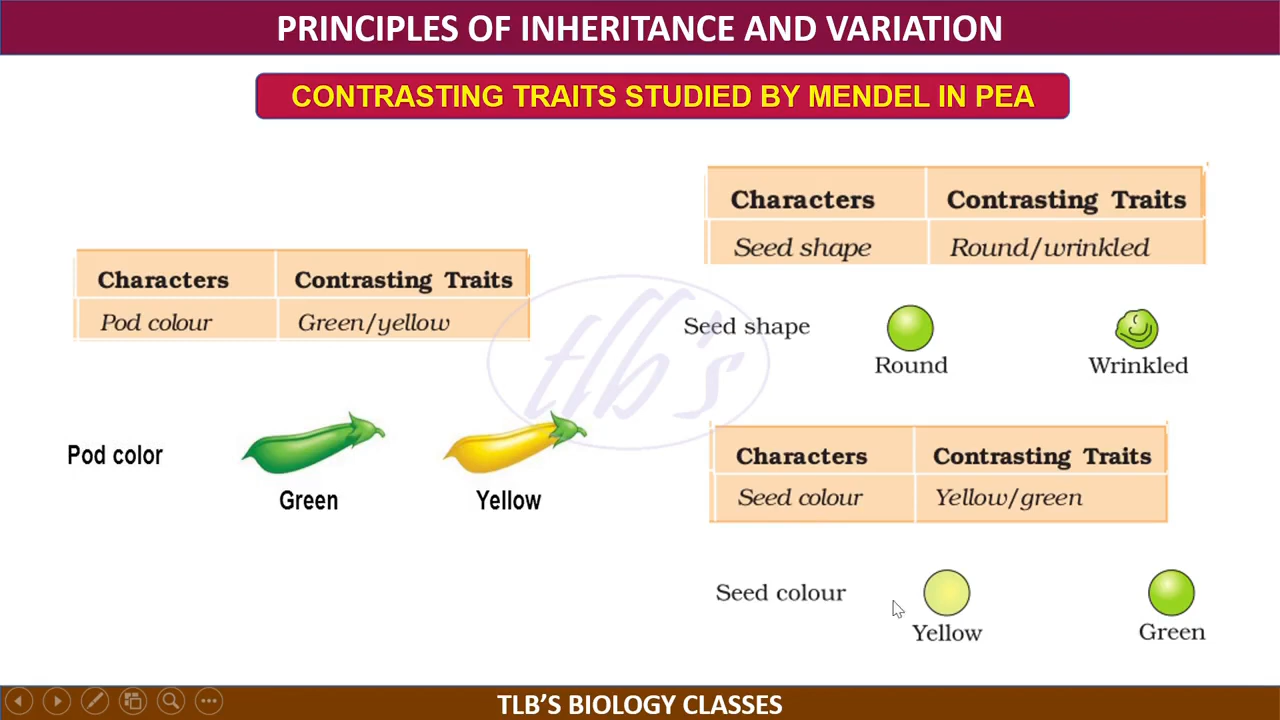 PRINCIPLES OF INHERITANCE AND VARIATION
CONTRASTING TRAITS STUDIED BY MENDEL IN PEA
Characters Contrasting Traits
Pod colour Green/yellow
Pod color
Green Yellow
Characters Contrasting Traits
Seed shape Round/wrinkled
Seed shape
Round Wrinkled
Characters Contrasting Traits
Seed colour Yellow/green
Seed colour
Yellow Green
tlb's
TLB'S BIOLOGY CLASSES